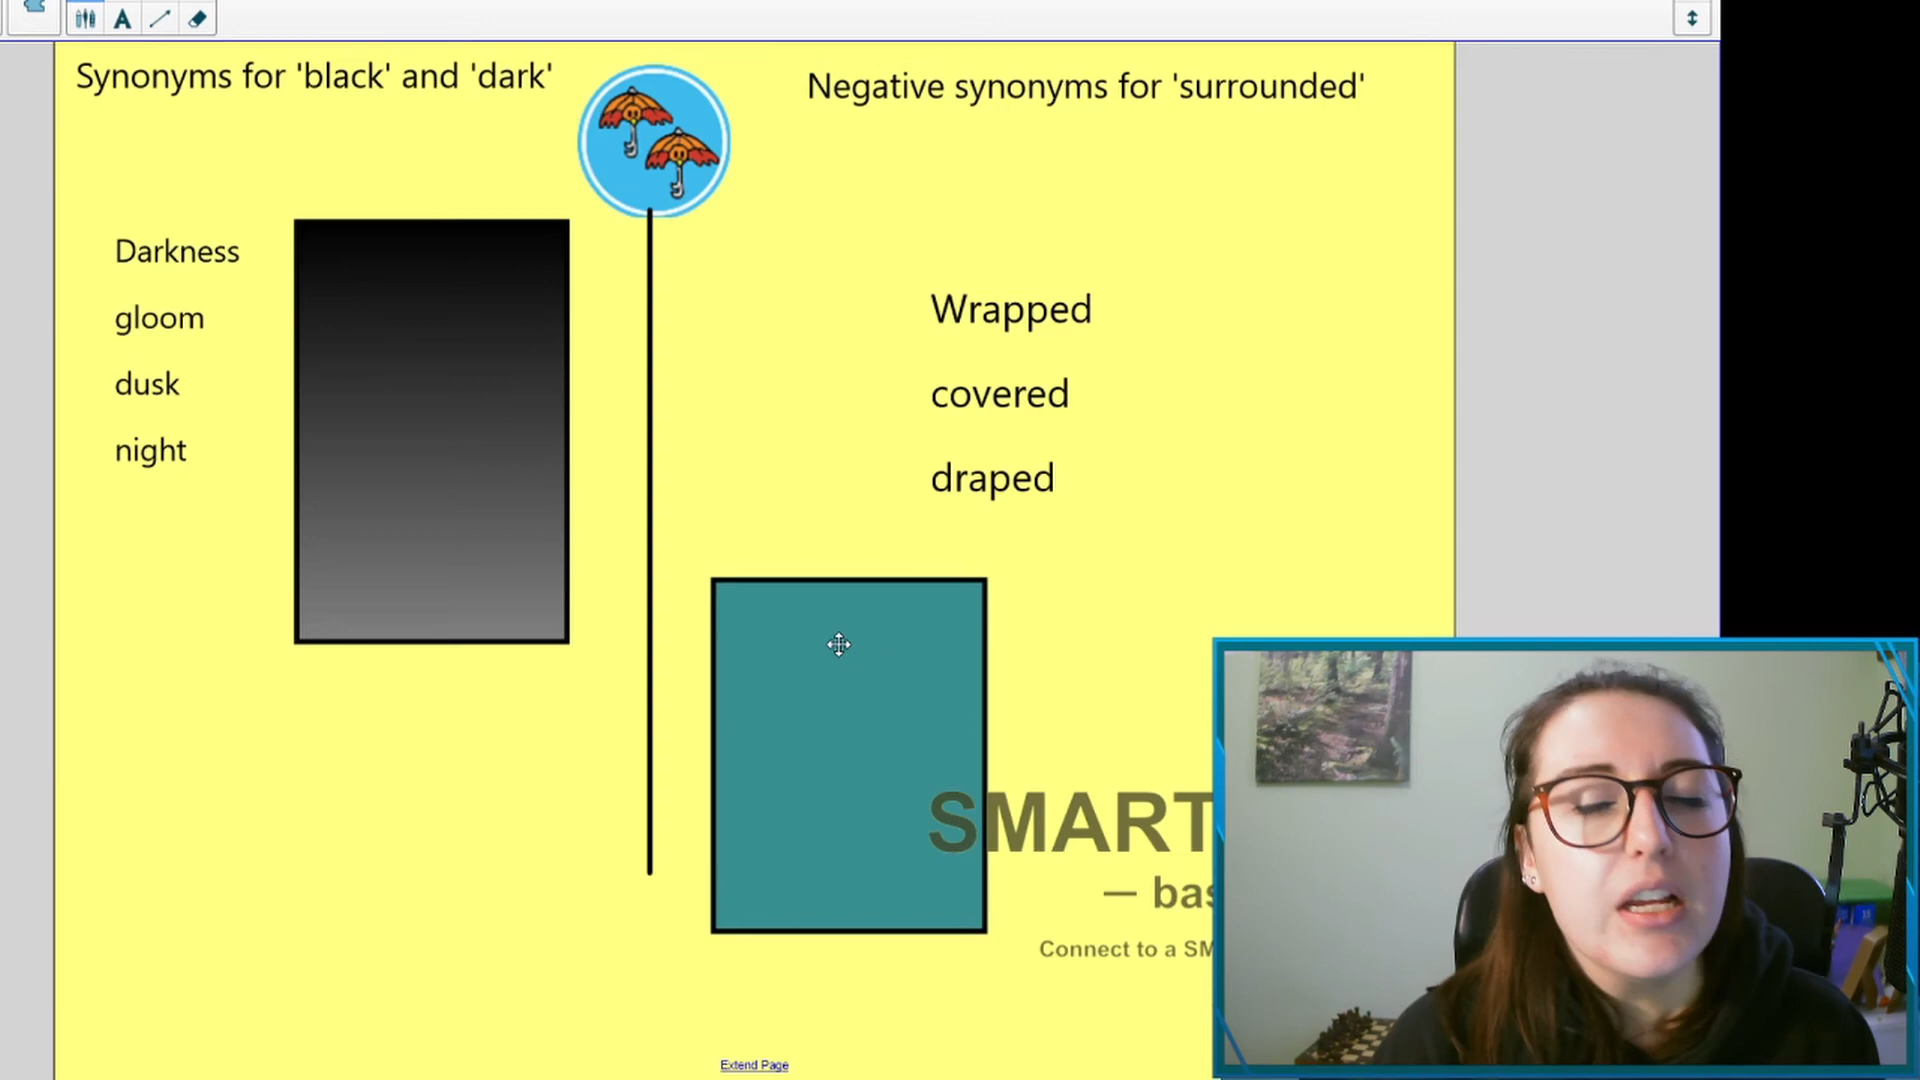 Synonyms for 'black' and 'dark'
Negative synonyms for 'surrounded'
Darkness
gloom
dusk
night
Wrapped
covered
draped
SMART
— bas
Connect to a SM
Extend Page